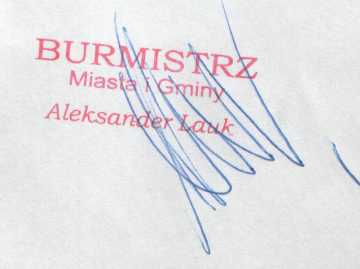 BURMISTRZ
Miasta i Gminy
Aleksander Lauk